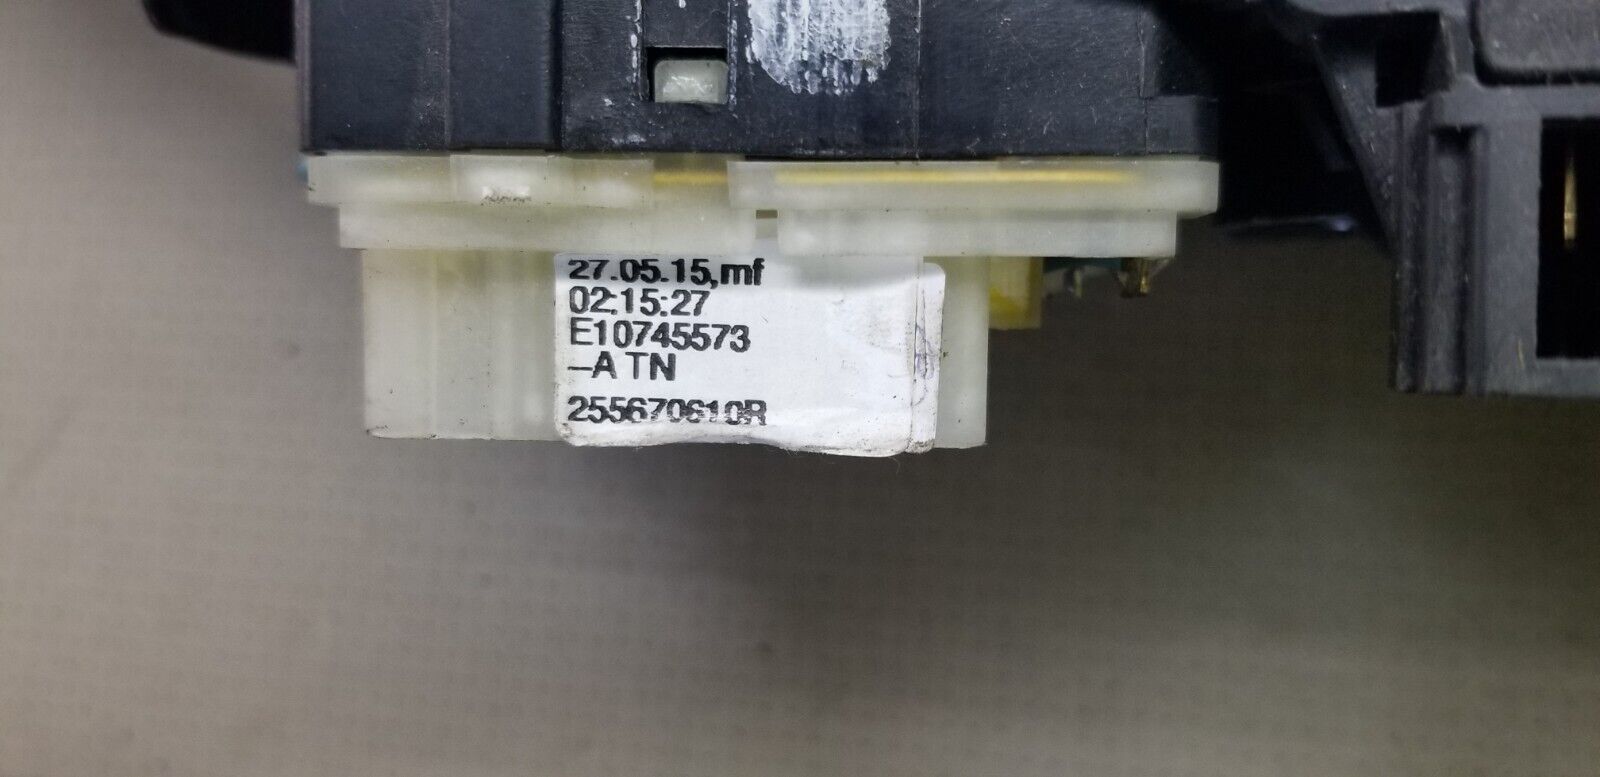 27.05.15,mf
02:15:27
E10745573
–A TN
255670610R